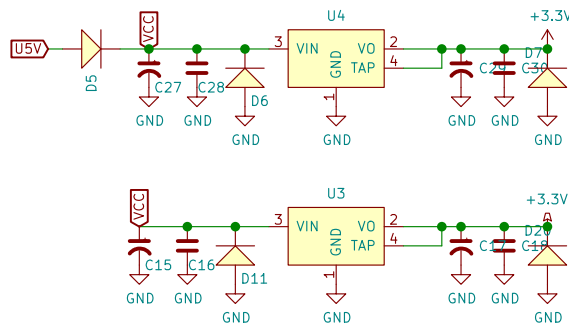 U4
+3.3V
VCC
U5V
3 VIN VO 2
D7
GND TAP 4
C29 C30
D5
C27 C28
D6
1
GND GND GND GND GND GND GND
U3
+3.3V
VCC
3 VIN VO 2
GND TAP 4
C15 C16 C17 C18
D11
1
GND GND GND GND GND GND GND